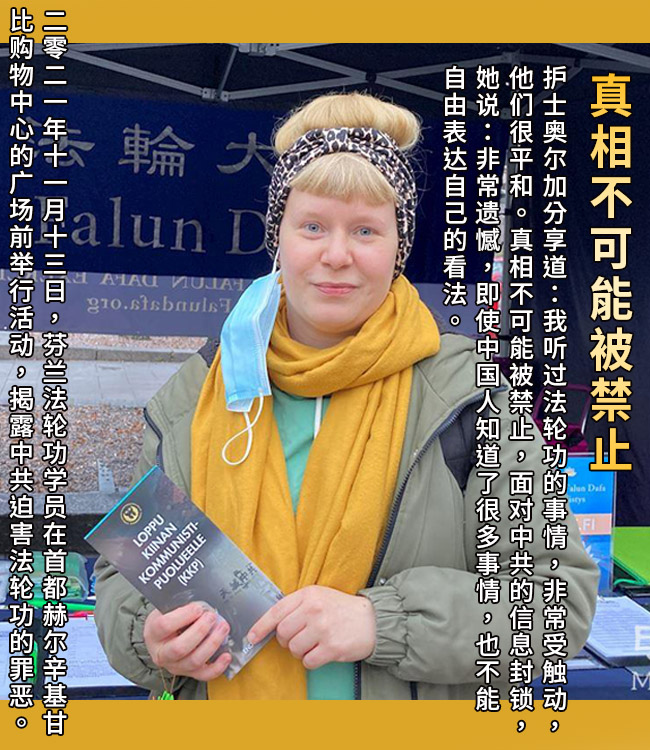 真相不可能被禁止
护士奥尔加分享道：我听过法轮功的事情，非常受触动，
他们很平和。真相不可能被禁止，面对中共的信息封锁，
她说：非常遗憾，即使中国人知道了很多事情，也不能
自由表达自己的看法。
二零二一年十一月十三日，芬兰法轮功学员在首都赫尔辛基甘
比购物中心的广场前举行活动，揭露中共迫害法轮功的罪恶。
法輪大
Falun D
FALUN DAFA
Falundafa.org
LOPPU
KIINAN
KOMMUNISTI-
PUOLUEELLE
(KKP)
Falun Dafa